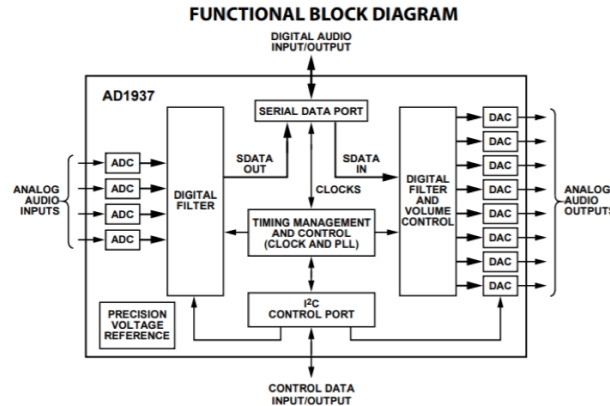 FUNCTIONAL BLOCK DIAGRAM
DIGITAL AUDIO
INPUT/OUTPUT
AD1937
SERIAL DATA PORT
SDATA
OUT
CLOCKS
SDATA
IN
ANALOG
AUDIO
INPUTS
ADC
ADC
ADC
ADC
DIGITAL
FILTER
TIMING MANAGEMENT
AND CONTROL
(CLOCK AND PLL)
DIGITAL
FILTER
AND
VOLUME
CONTROL
DAC
DAC
DAC
DAC
DAC
DAC
DAC
DAC
ANALOG
AUDIO
OUTPUTS
PRECISION
VOLTAGE
REFERENCE
I²C
CONTROL PORT
CONTROL DATA
INPUT/OUTPUT